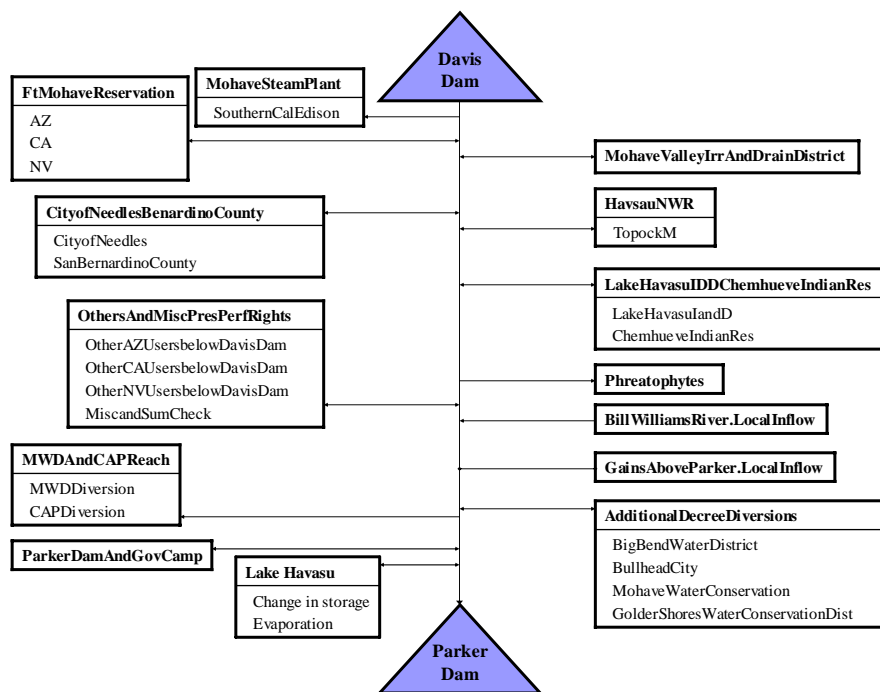 Davis
Dam
MohaveSteamPlant
SouthernCalEdison
FtMohaveReservation
AZ
CA
NV
MohaveValleyIrrAndDrainDistrict
CityofNeedlesBenardinoCounty
CityofNeedles
SanBernardinoCounty
HavsauNWR
TopockM
LakeHavasuIDDChemhueveIndianRes
LakeHavasuIandD
ChemhueveIndianRes
OthersAndMiscPresPerfRights
OtherAZUsersbelowDavisDam
OtherCAUsersbelowDavisDam
OtherNVUsersbelowDavisDam
MiscandSumCheck
Phreatophytes
BillWilliamsRiver.LocalInflow
MWDAndCAPReach
MWDDiversion
CAPDiversion
GainsAboveParker.LocalInflow
AdditionalDecreeDiversions
BigBendWaterDistrict
BullheadCity
MohaveWaterConservation
GolderShoresWaterConservationDist
ParkerDamAndGovCamp
Lake Havasu
Change in storage
Evaporation
Parker
Dam